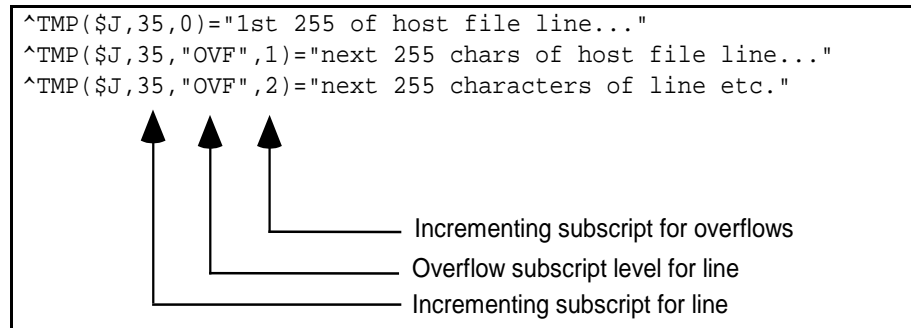 ^TMP($J,35,0)="1st 255 of host file line..."
^TMP($J,35,"OVF",1)="next 255 chars of host file line..."
^TMP($J,35,"OVF",2)="next 255 characters of line etc."
Incrementing subscript for overflows
Overflow subscript level for line
Incrementing subscript for line